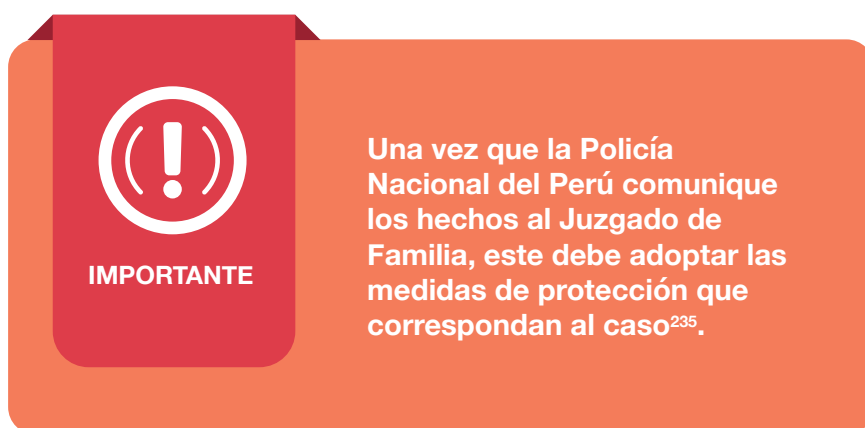 IMPORTANTE
Una vez que la Policía
Nacional del Perú comunique
los hechos al Juzgado de
Familia, este debe adoptar las
medidas de protección que
correspondan al caso²³⁵.